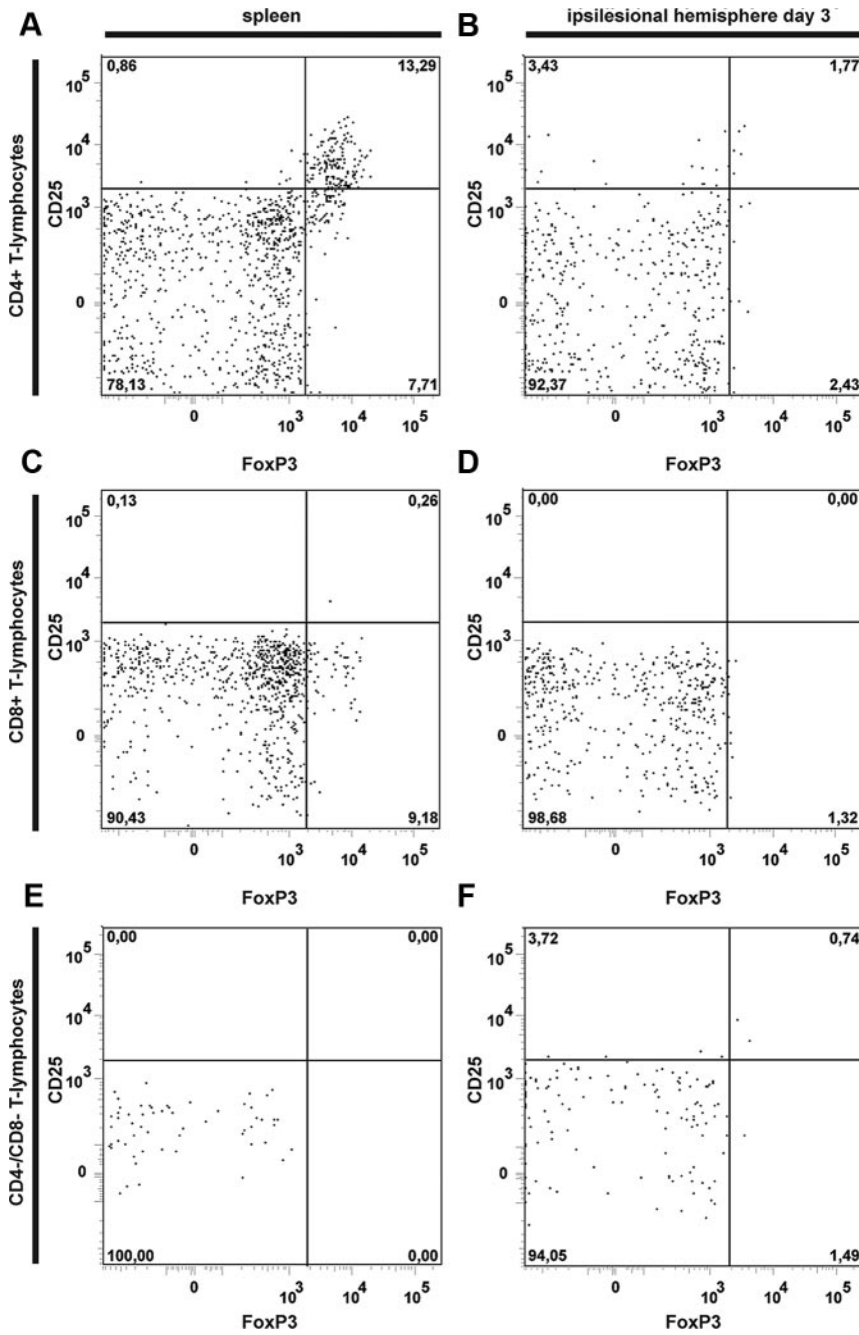 spleen
ipsilesional hemisphere day 3
A
B
CD4+ T-lymphocytes
0,86 13,29
3,43 1,77
10^5
10^4
10^3
0
CD25
10^5
10^4
10^3
0
CD25
78,13 7,71
92,37 2,43
0 10^3 10^4 10^5
0 10^3 10^4 10^5
FoxP3
FoxP3
C
D
CD8+ T-lymphocytes
0,13 0,26
0,00 0,00
10^5
10^4
10^3
0
CD25
10^5
10^4
10^3
0
CD25
90,43 9,18
98,68 1,32
0 10^3 10^4 10^5
0 10^3 10^4 10^5
FoxP3
FoxP3
E
F
CD4-/CD8- T-lymphocytes
0,00 0,00
3,72 0,74
10^5
10^4
10^3
0
CD25
10^5
10^4
10^3
0
CD25
100,00 0,00
94,05 1,49
0 10^3 10^4 10^5
0 10^3 10^4 10^5
FoxP3
FoxP3